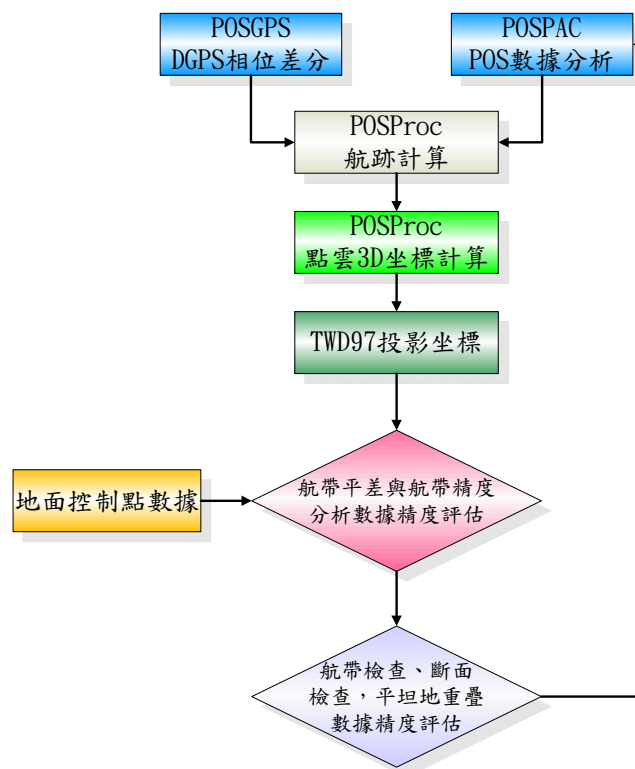 POSGPS
DGPS相位差分
POSPAC
POS數據分析
POSProc
航跡計算
POSProc
點雲3D坐標計算
TWD97投影坐標
地面控制點數據
航帶平差與航帶精度
分析數據精度評估
航帶檢查、斷面
檢查，平坦地重疊
數據精度評估